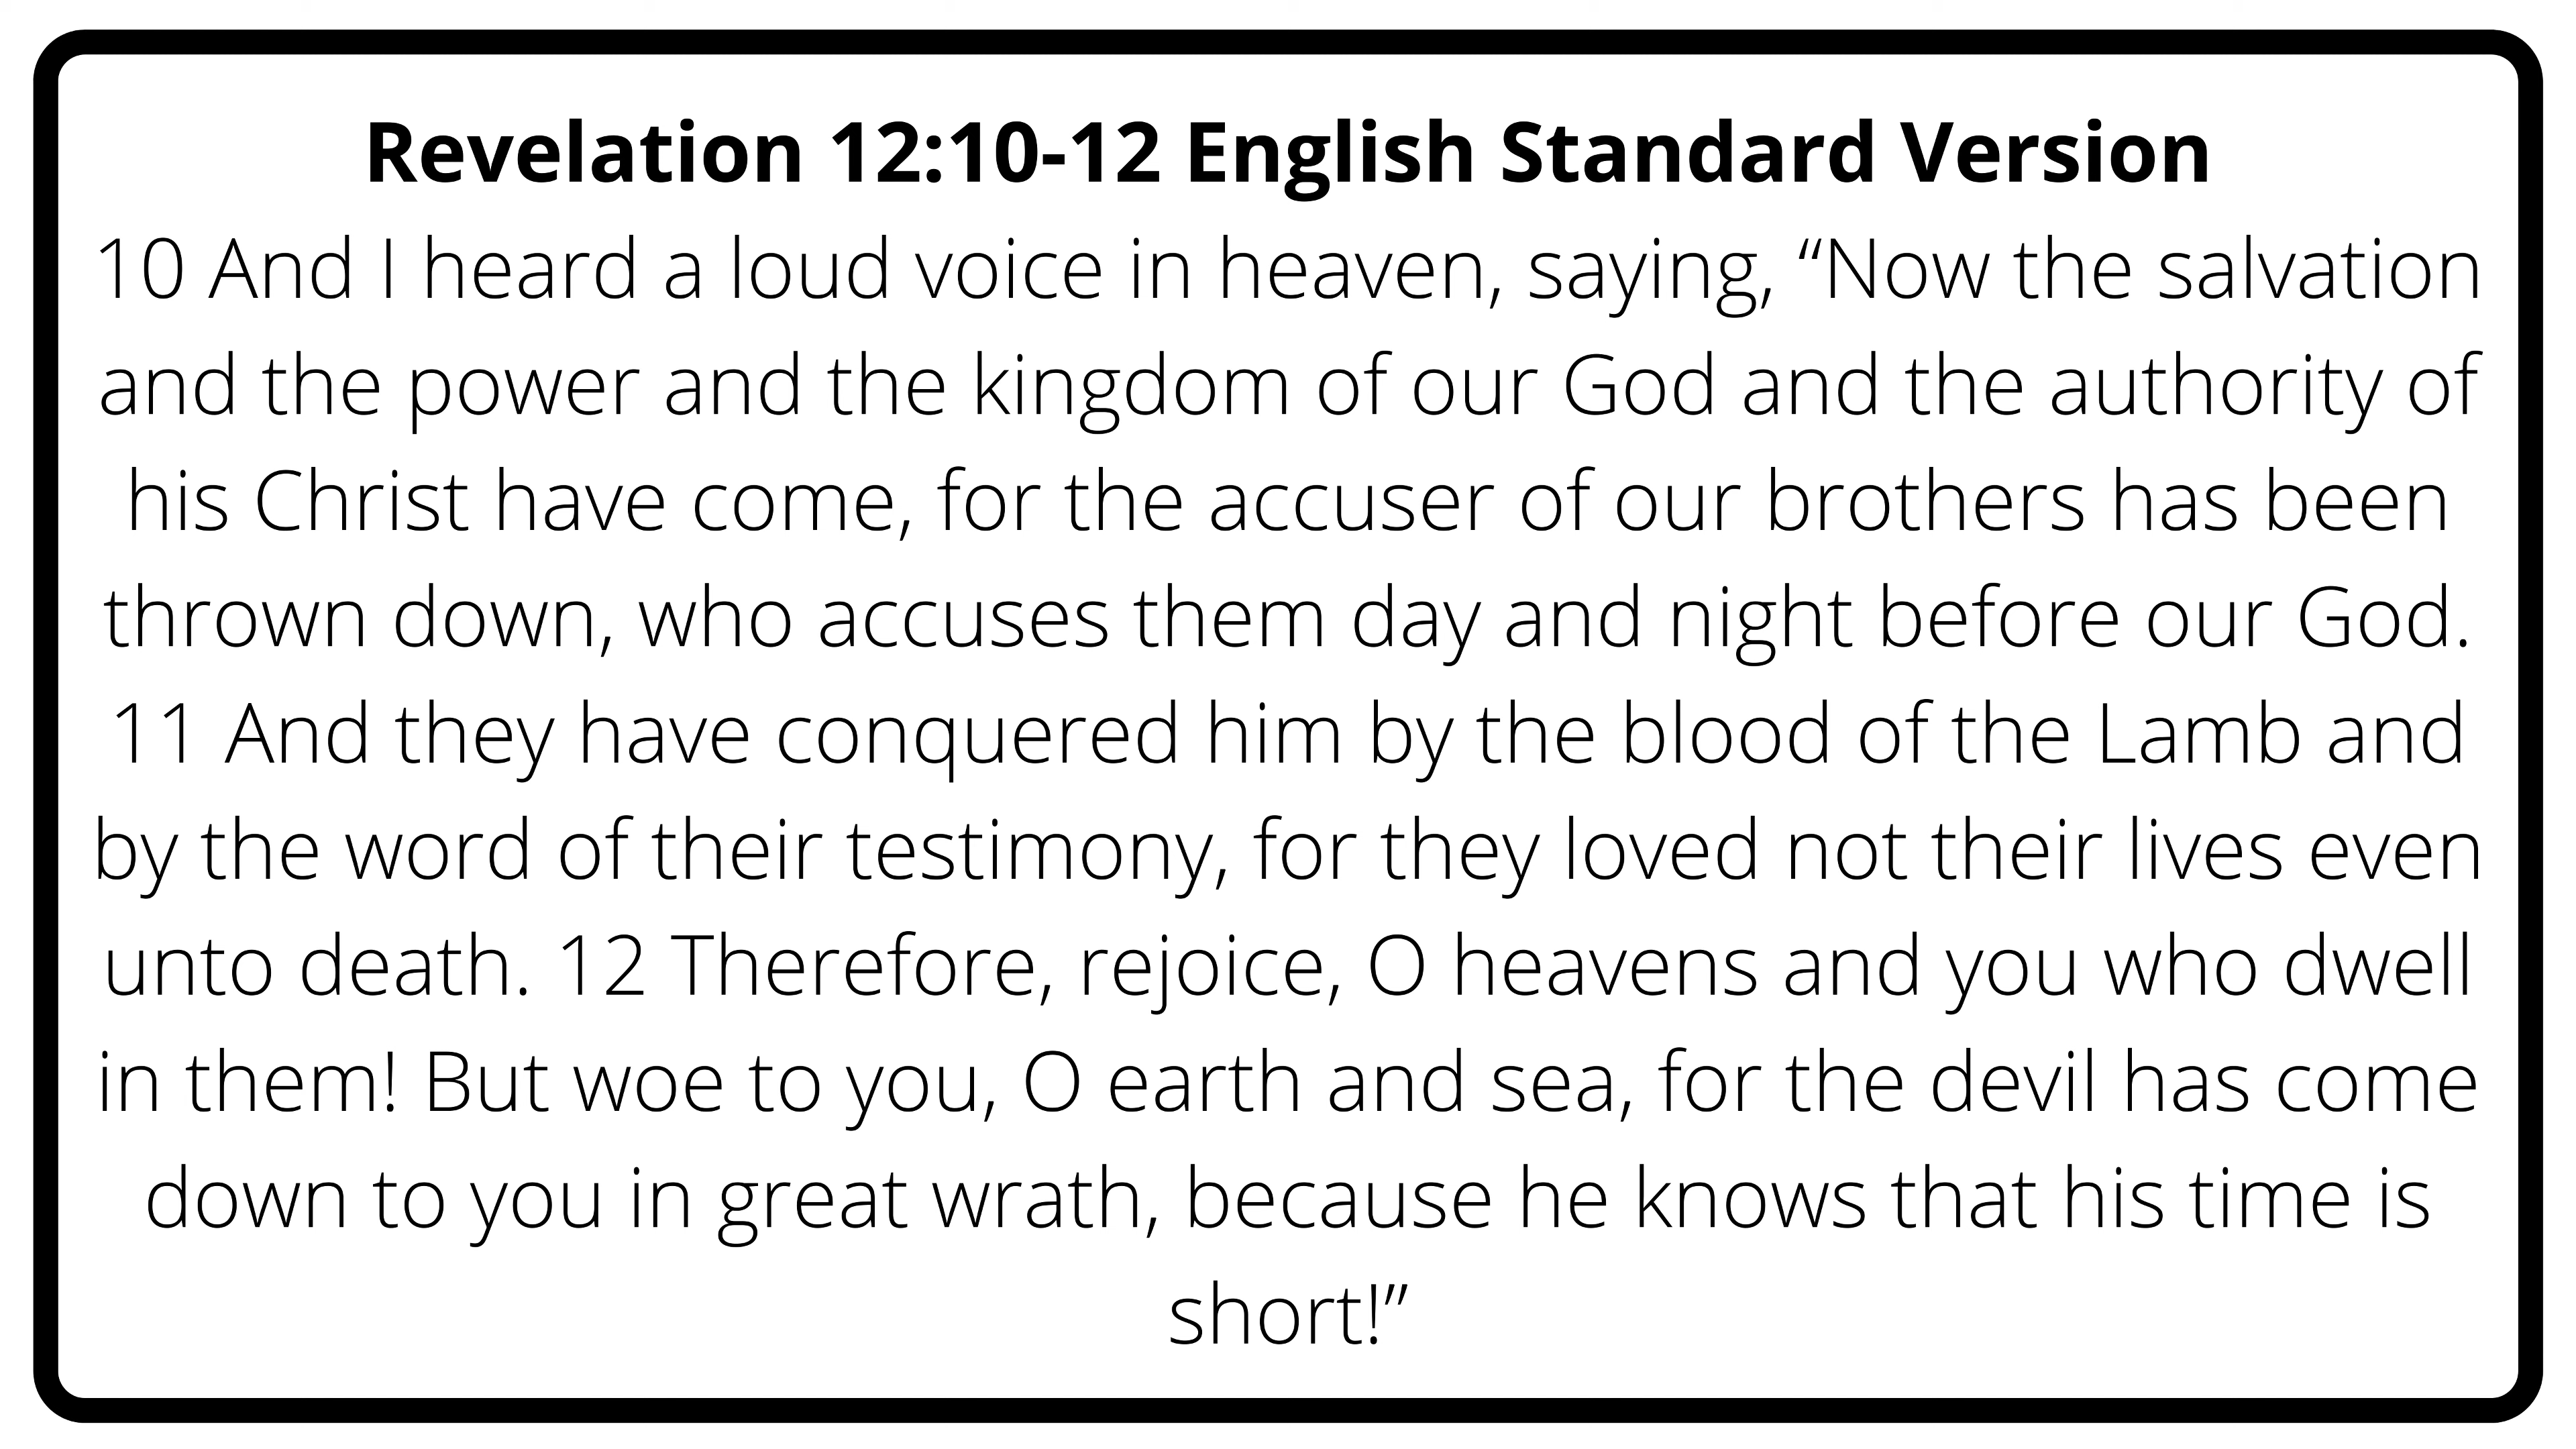 Revelation 12:10-12 English Standard Version
10 And I heard a loud voice in heaven, saying, “Now the salvation
and the power and the kingdom of our God and the authority of
his Christ have come, for the accuser of our brothers has been
thrown down, who accuses them day and night before our God.
11 And they have conquered him by the blood of the Lamb and
by the word of their testimony, for they loved not their lives even
unto death. 12 Therefore, rejoice, O heavens and you who dwell
in them! But woe to you, O earth and sea, for the devil has come
down to you in great wrath, because he knows that his time is
short!”